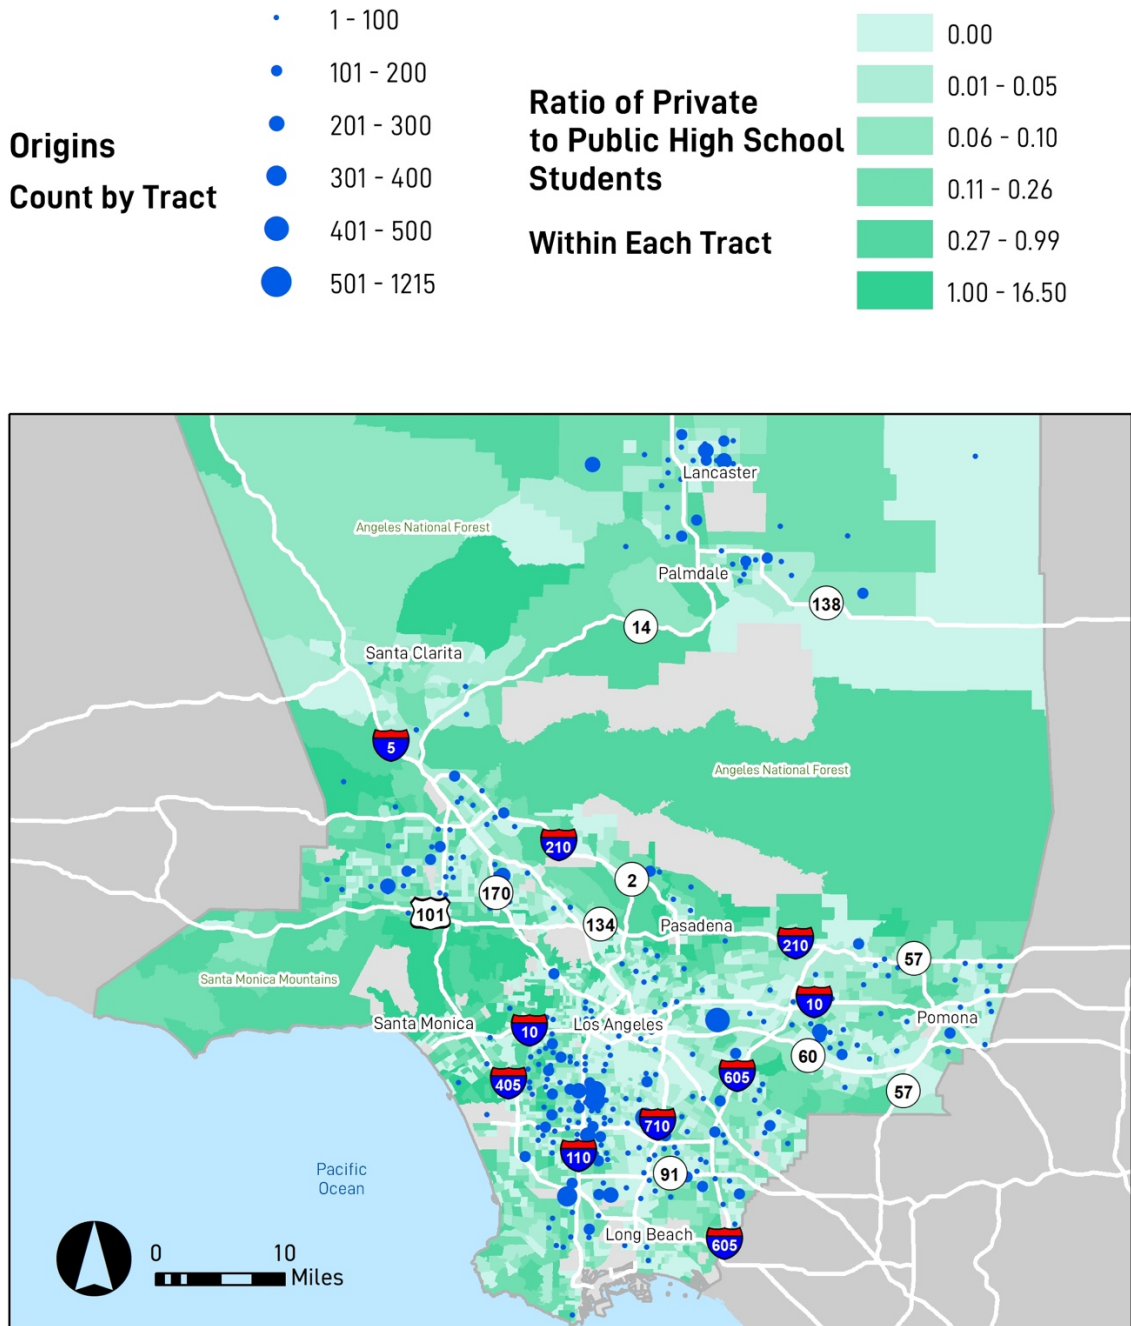 Origins
Count by Tract
1 - 100
101 - 200
201 - 300
301 - 400
401 - 500
501 - 1215
Ratio of Private
to Public High School
Students
Within Each Tract
0.00
0.01 - 0.05
0.06 - 0.10
0.11 - 0.26
0.27 - 0.99
1.00 - 16.50
Lancaster
Angeles National Forest
Palmdale
138
14
Santa Clarita
5
Angeles National Forest
210
2
170
101
134
Pasadena
210
57
Santa Monica Mountains
10
Pomona
Santa Monica
10
Los Angeles
60
405
605
57
710
110
91
Pacific
Ocean
Long Beach
605
0
10
Miles